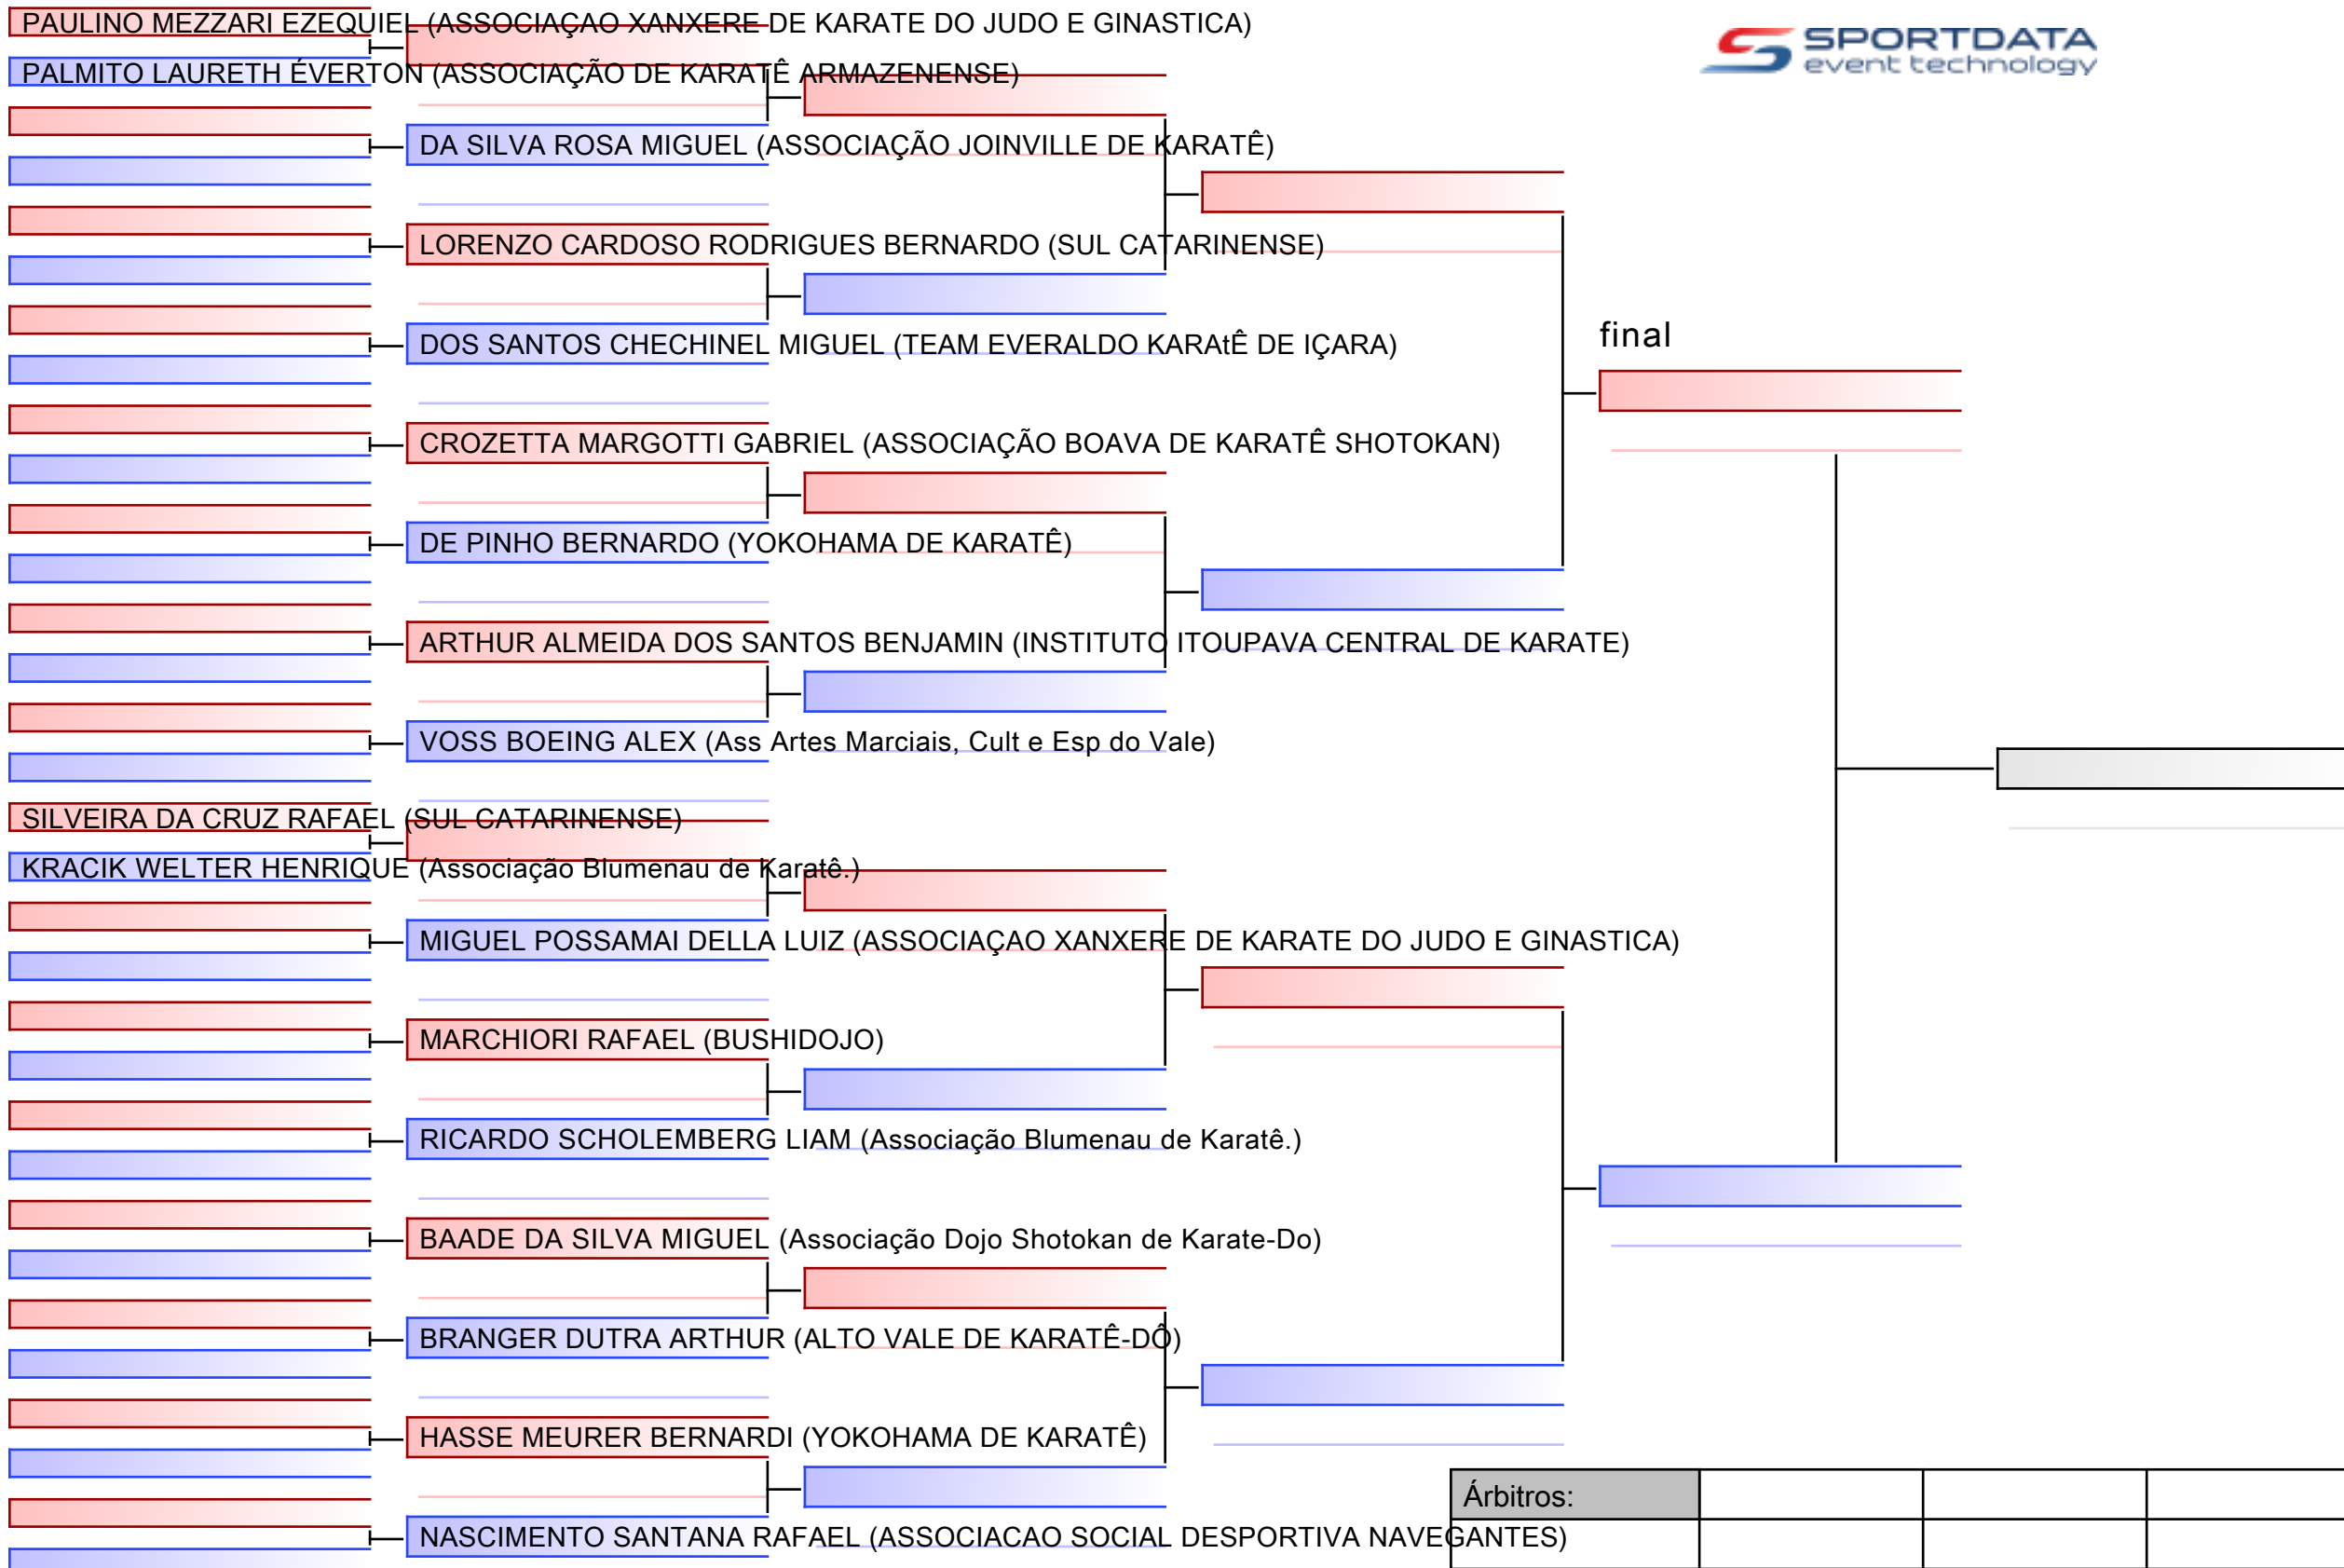 PAULINO MEZZARI EZEQUIEL (ASSOCIAÇAO XANXERE DE KARATE DO JUDO E GINASTICA)
SPORTDATA
event technology
PALMITO LAURETH ÉVERTON (ASSOCIAÇÃO DE KARATÊ ARMAZENENSE)
DA SILVA ROSA MIGUEL (ASSOCIAÇÃO JOINVILLE DE KARATÊ)
LORENZO CARDOSO RODRIGUES BERNARDO (SUL CATARINENSE)
DOS SANTOS CHECHINEL MIGUEL (TEAM EVERALDO KARAtÊ DE IÇARA)
final
CROZETTA MARGOTTI GABRIEL (ASSOCIAÇÃO BOAVA DE KARATÊ SHOTOKAN)
DE PINHO BERNARDO (YOKOHAMA DE KARATÊ)
ARTHUR ALMEIDA DOS SANTOS BENJAMIN (INSTITUTO ITOUPAVA CENTRAL DE KARATE)
VOSS BOEING ALEX (Ass Artes Marciais, Cult e Esp do Vale)
SILVEIRA DA CRUZ RAFAEL (SUL CATARINENSE)
KRACIK WELTER HENRIQUE (Associação Blumenau de Karatê.)
MIGUEL POSSAMAI DELLA LUIZ (ASSOCIAÇAO XANXERE DE KARATE DO JUDO E GINASTICA)
MARCHIORI RAFAEL (BUSHIDOJO)
RICARDO SCHOLEMBERG LIAM (Associação Blumenau de Karatê.)
BAADE DA SILVA MIGUEL (Associação Dojo Shotokan de Karate-Do)
BRANGER DUTRA ARTHUR (ALTO VALE DE KARATÊ-DÔ)
HASSE MEURER BERNARDI (YOKOHAMA DE KARATÊ)
Árbitros:
NASCIMENTO SANTANA RAFAEL (ASSOCIACAO SOCIAL DESPORTIVA NAVEGANTES)